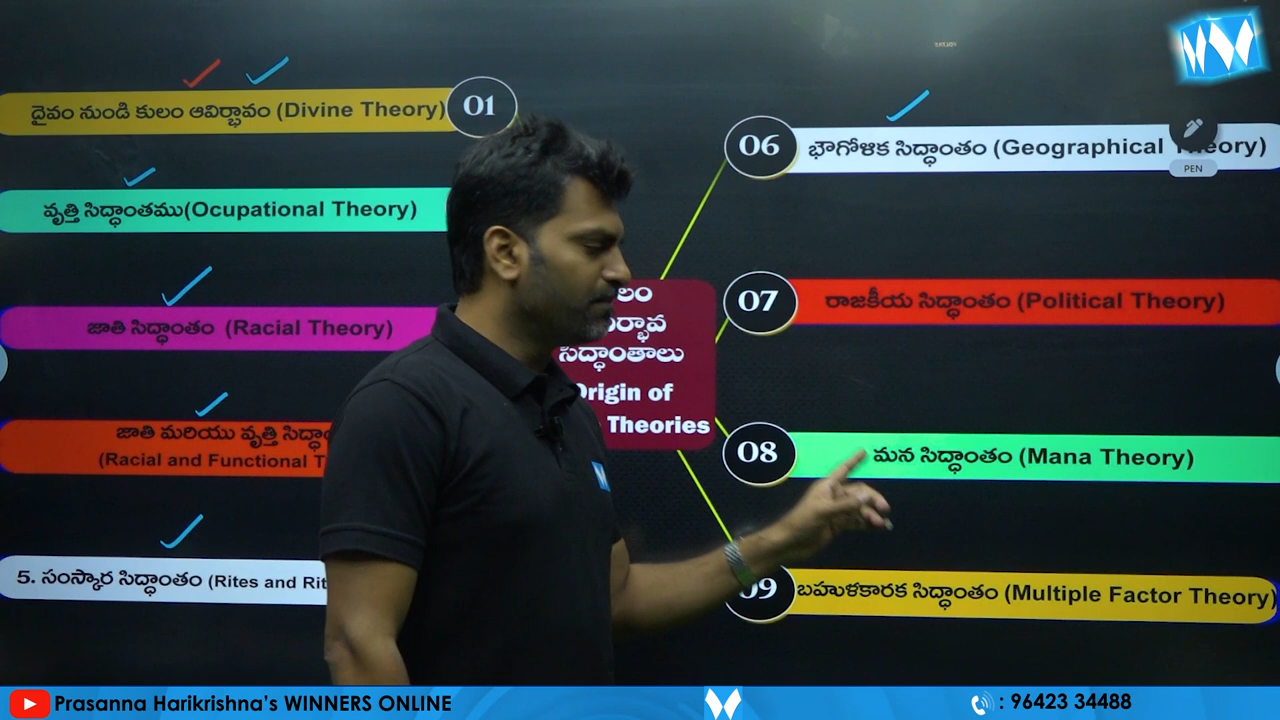 దైవం నుండి కులం ఆవిర్భావం (Divine Theory)
01
వృత్తి సిద్ధాంతము(Ocupational Theory)
జాతి సిద్ధాంతం (Racial Theory)
జాతి మరియు వృత్తి
(Racial and Functional
5. సంస్కార సిద్ధాంతం (Rites and
సిద్ధాంతాలు
Origin of
Theories
06
భౌగోళిక సిద్ధాంతం (Geographical Theory)
PEN
07
రాజకీయ సిద్ధాంతం (Political Theory)
08
మన సిద్ధాంతం (Mana Theory)
09
బహుళకారక సిద్ధాంతం (Multiple Factor Theory)
Prasanna Harikrishna's WINNERS ONLINE
: 96423 34488